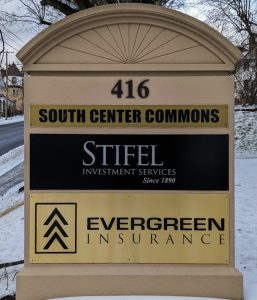 416
SOUTH CENTER COMMONS
STIFEL
INVESTMENT SERVICES
Since 1890
EVERGREEN
INSURANCE